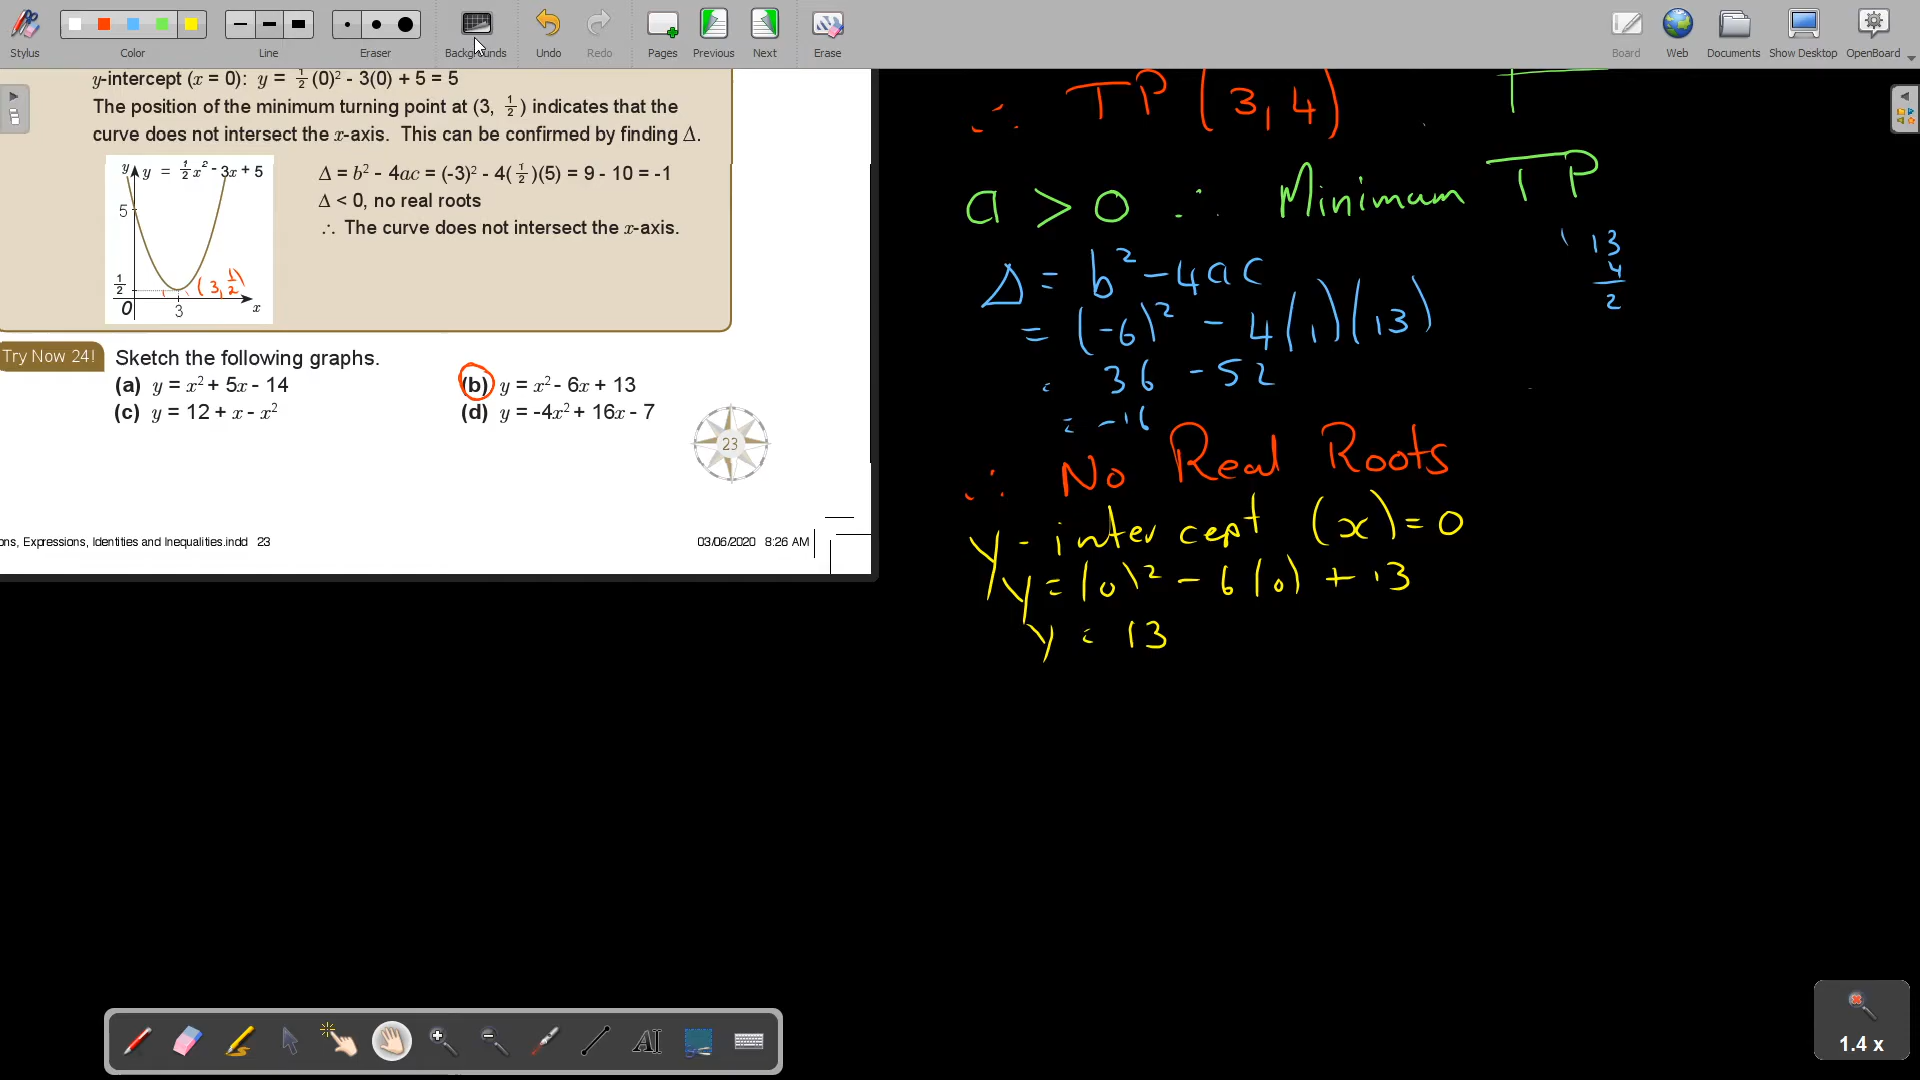 Stylus
Color
Line
Eraser
Backgrounds
Undo
Redo
Pages
Previous
Next
Erase
Board
Web
Documents
Show Desktop
OpenBoard
y-intercept (x = 0): y = 1/2(0)² - 3(0) + 5 = 5
The position of the minimum turning point at (3, 1/2) indicates that the
curve does not intersect the x-axis. This can be confirmed by finding Δ.
y
y = 1/2x² - 3x + 5
5
1/2
(3, 1/2)
0
3
x
Δ = b² - 4ac = (-3)² - 4(1/2)(5) = 9 - 10 = -1
Δ < 0, no real roots
∴ The curve does not intersect the x-axis.
Try Now 24!
Sketch the following graphs.
(a) y = x² + 5x - 14
(b) y = x² - 6x + 13
(c) y = 12 + x - x²
(d) y = -4x² + 16x - 7
23
ons, Expressions, Identities and Inequalities.indd 23
03/06/2020 8:26 AM
∴ TP (3, 4)
a > 0 ∴ Minimum TP
Δ = b² - 4ac
= (-6)² - 4(1)(13)
= 36 - 52
= -16
13
4
2
∴ No Real Roots
y - intercept (x) = 0
y = (0)² - 6(0) + 13
y = 13
1.4 x